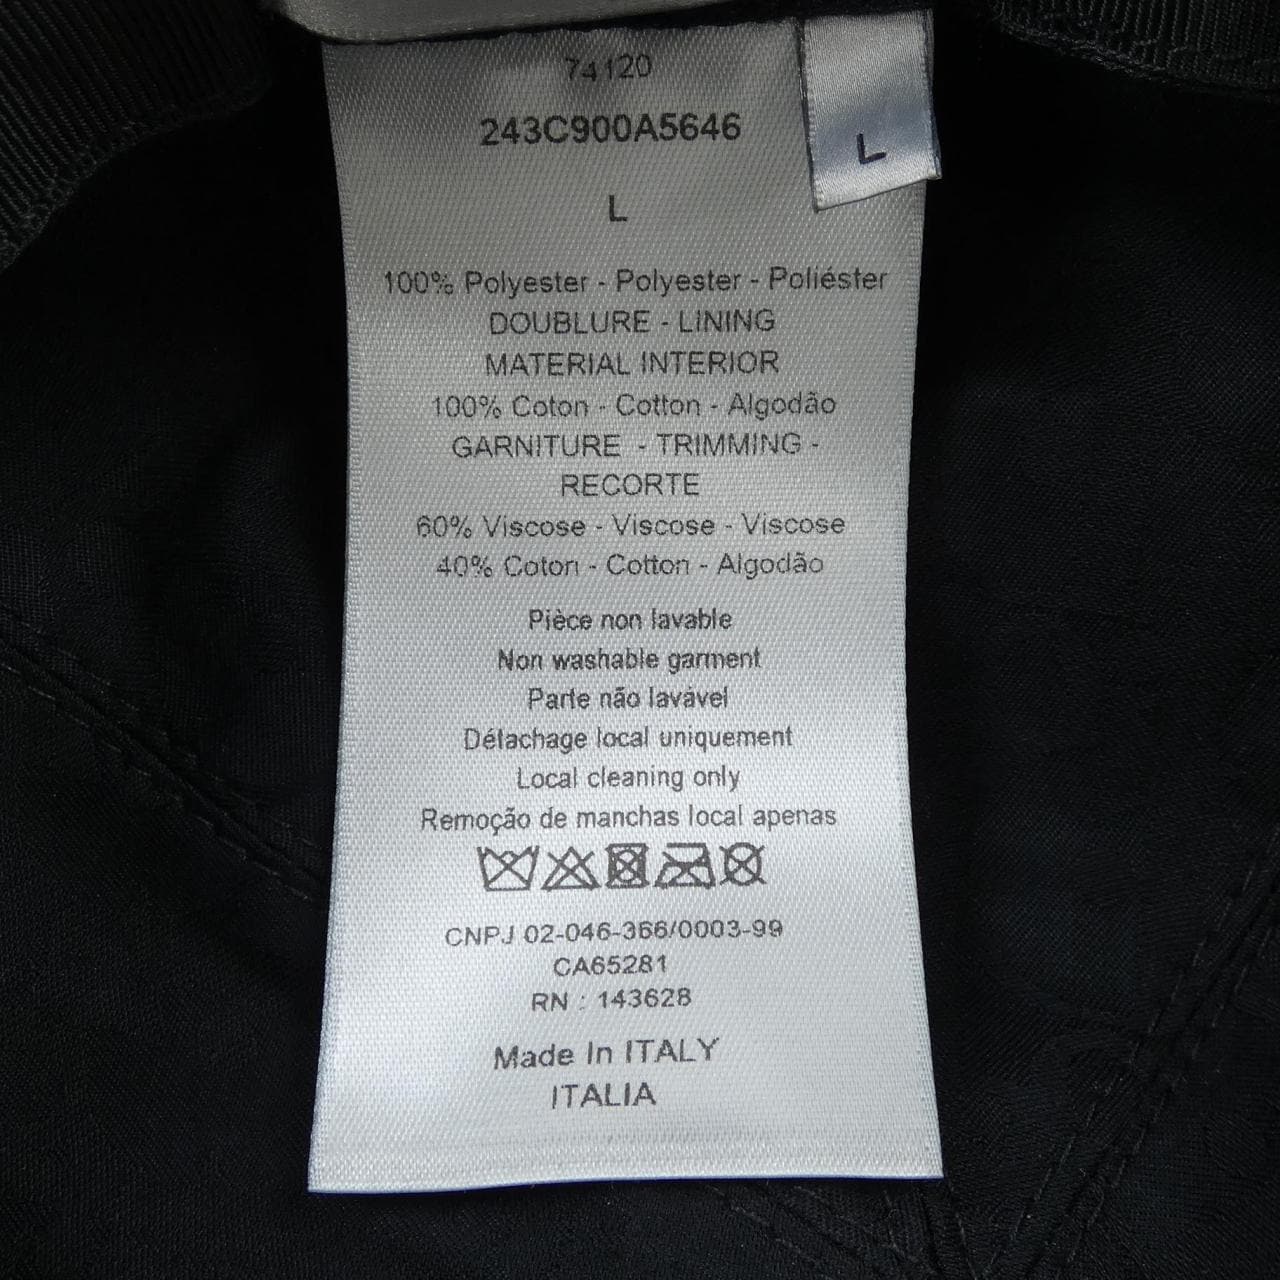 74120
243C900A5646
L
L
100% Polyester - Polyester - Poliéster
DOUBLURE - LINING
MATERIAL INTERIOR
100% Coton - Cotton - Algodão
GARNITURE - TRIMMING -
RECORTE
60% Viscose - Viscose - Viscose
40% Coton - Cotton - Algodão
Pièce non lavable
Non washable garment
Parte não lavável
Détachage local uniquement
Local cleaning only
Remoção de manchas local apenas
CNPJ 02-046-366/0003-99
CA65281
RN : 143628
Made In ITALY
ITALIA